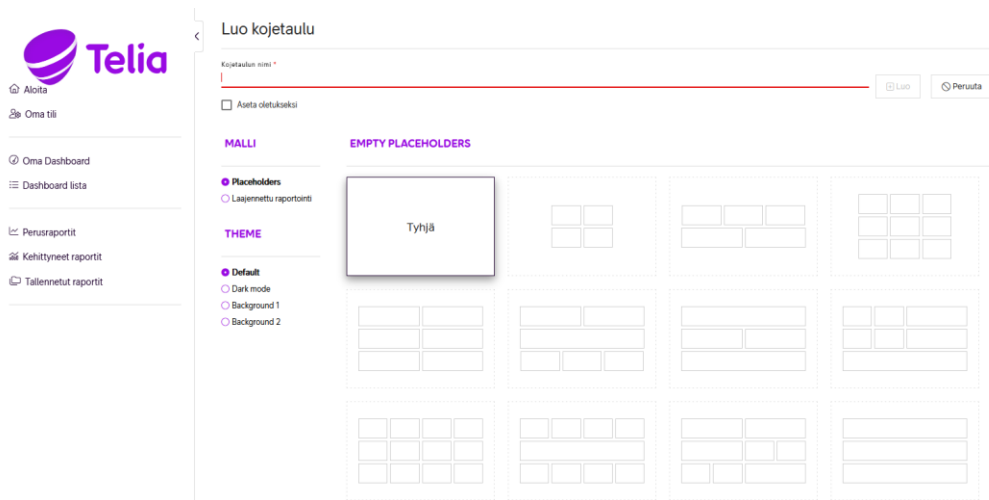 Telia
Aloita
Oma tili
Oma Dashboard
Dashboard lista
Perusraportit
Kehittyneet raportit
Tallennetut raportit
Luo kojetaulu
Kojetaulun nimi *
Luo
Peruuta
Aseta oletukseksi
MALLI
Placeholders
Laajennettu raportointi
THEME
Default
Dark mode
Background 1
Background 2
EMPTY PLACEHOLDERS
Tyhjä